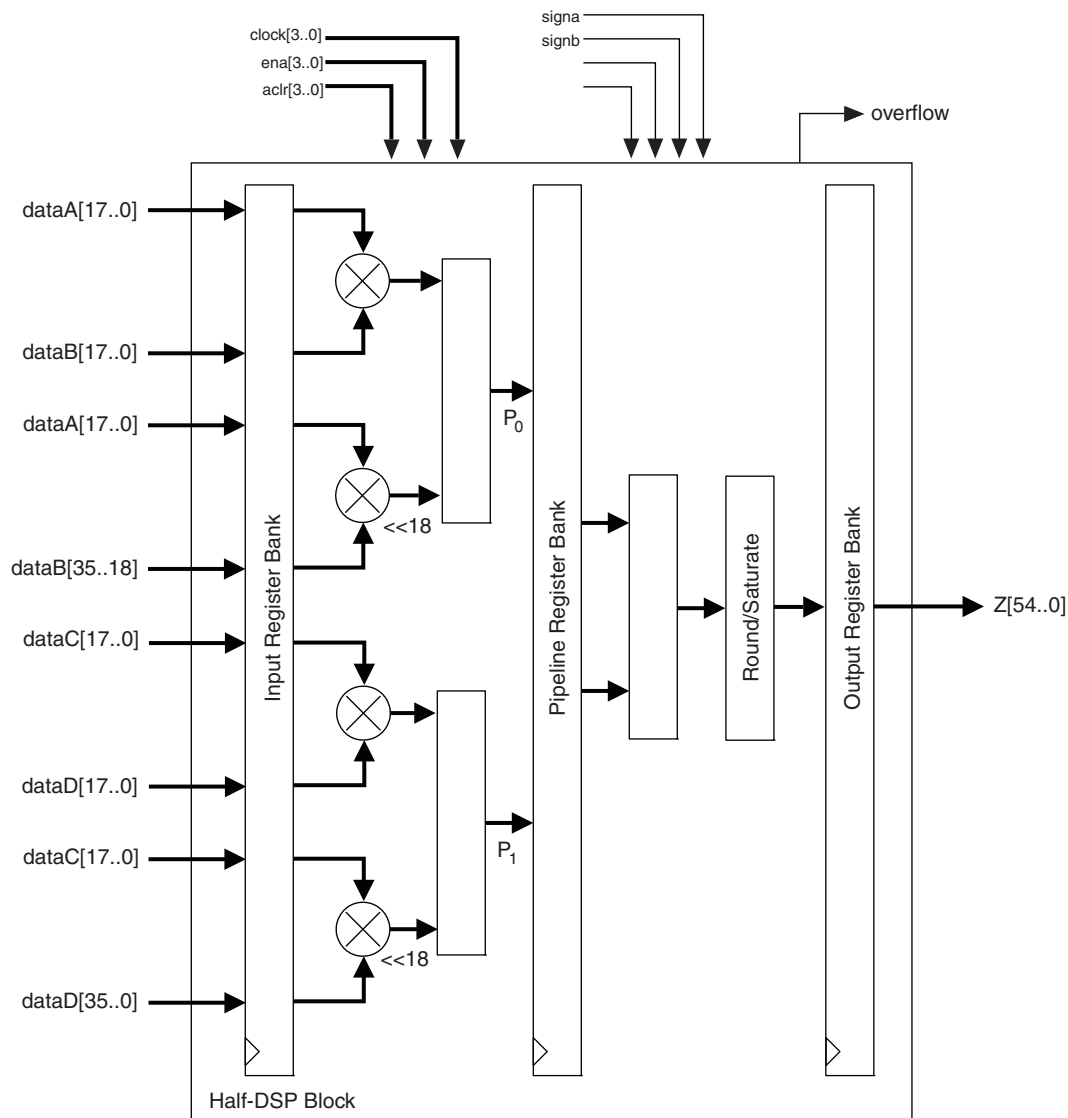 clock[3..0]
ena[3..0]
aclr[3..0]
signa
signb
overflow
dataA[17..0]
dataB[17..0]
dataA[17..0]
dataB[35..18]
dataC[17..0]
dataD[17..0]
dataC[17..0]
dataD[35..0]
Input Register Bank
<<18
<<18
P0
P1
Pipeline Register Bank
Round/Saturate
Output Register Bank
Z[54..0]
Half-DSP Block